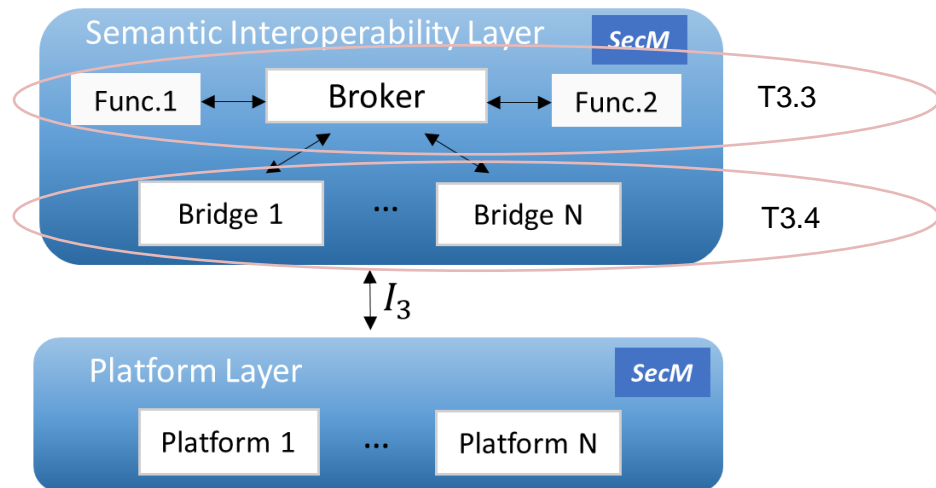 Semantic Interoperability Layer
SecM
Func.1
Broker
Func.2
T3.3
Bridge 1
...
Bridge N
T3.4
I₃
Platform Layer
SecM
Platform 1
...
Platform N